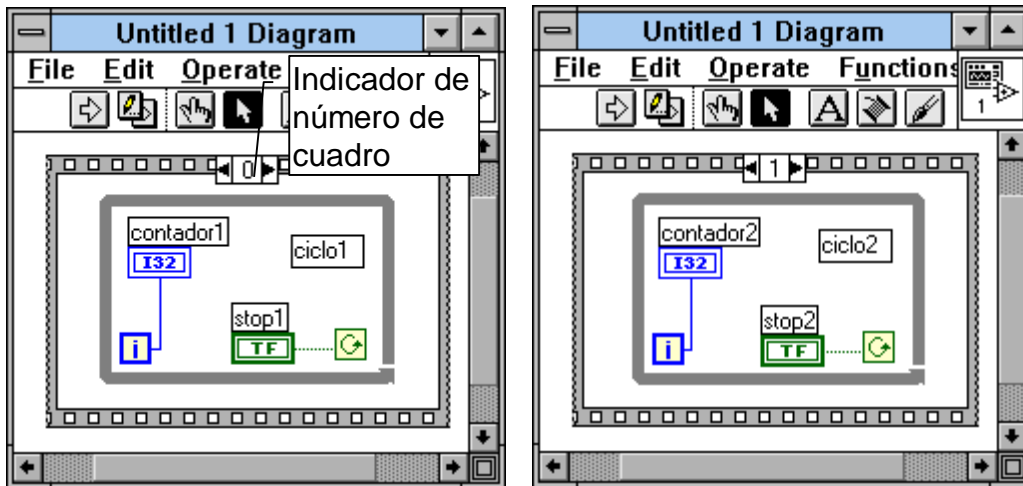 Untitled 1 Diagram
File Edit Operate
Indicador de
número de
cuadro
0
contador1
I32
ciclo1
stop1
i
TF
Untitled 1 Diagram
File Edit Operate Functions
A
1
1
contador2
I32
ciclo2
stop2
i
TF